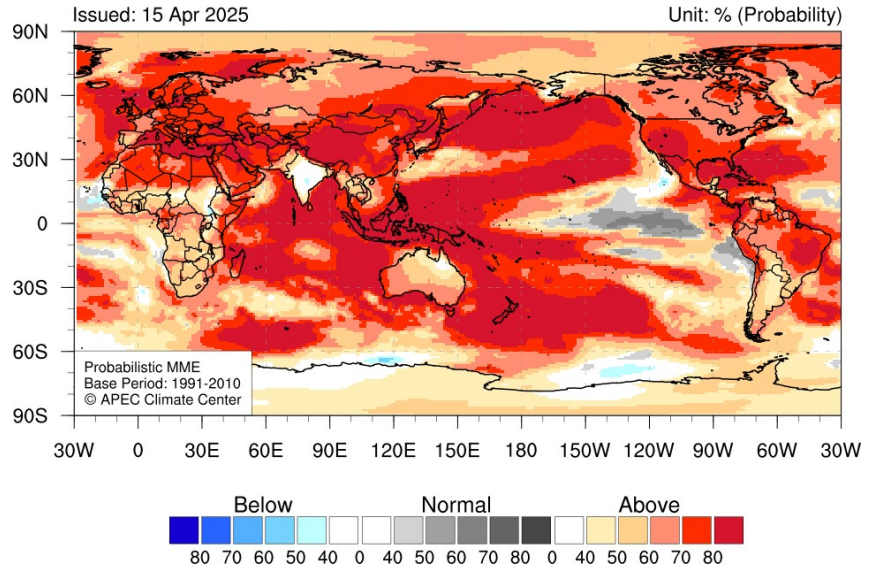 Issued: 15 Apr 2025 Unit: % (Probability)
90N
60N
30N
0
30S
60S
90S
Probabilistic MME
Base Period: 1991-2010
© APEC Climate Center
30W 0 30E 60E 90E 120E 150E 180 150W 120W 90W 60W 30W
Below Normal Above
80 70 60 50 40 0 40 50 60 70 80 0 40 50 60 70 80